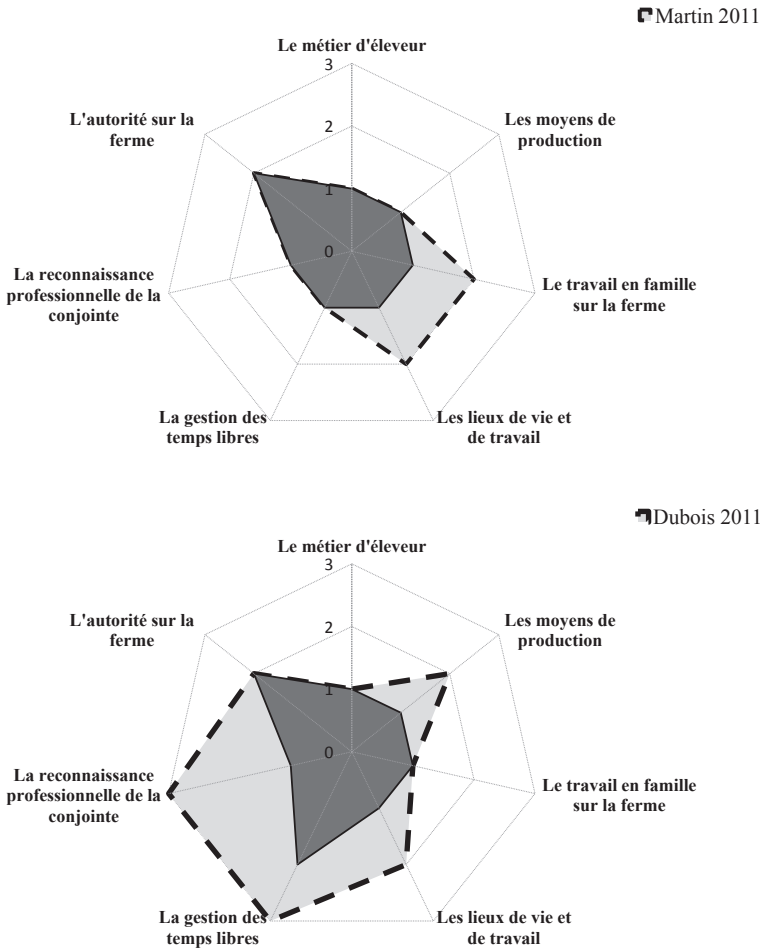 Martin 2011
Le métier d'éleveur
3
L'autorité sur la
ferme
Les moyens de
production
2
1
0
La reconnaissance
professionnelle de la
conjointe
Le travail en famille
sur la ferme
La gestion des
temps libres
Les lieux de vie et
de travail
Dubois 2011
Le métier d'éleveur
3
L'autorité sur la
ferme
Les moyens de
production
2
1
0
La reconnaissance
professionnelle de la
conjointe
Le travail en famille
sur la ferme
La gestion des
temps libres
Les lieux de vie et
de travail